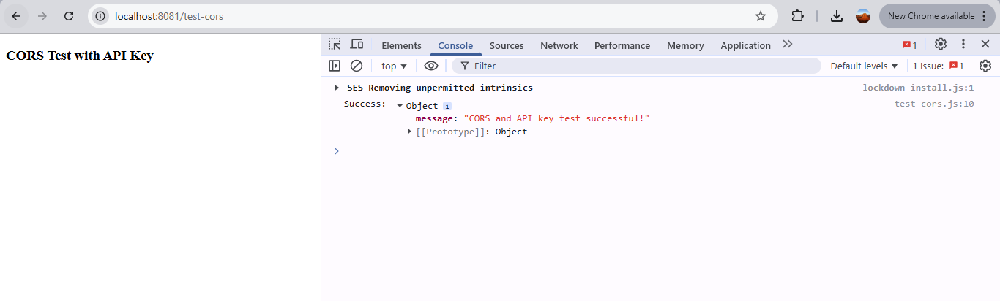 localhost:8081/test-cors
New Chrome available
CORS Test with API Key
Elements Console Sources Network Performance Memory Application 1
top Filter Default levels 1 Issue: 1
SES Removing unpermitted intrinsics lockdown-install.js:1
Success: Object i test-cors.js:10
message: "CORS and API key test successful!"
[[Prototype]]: Object